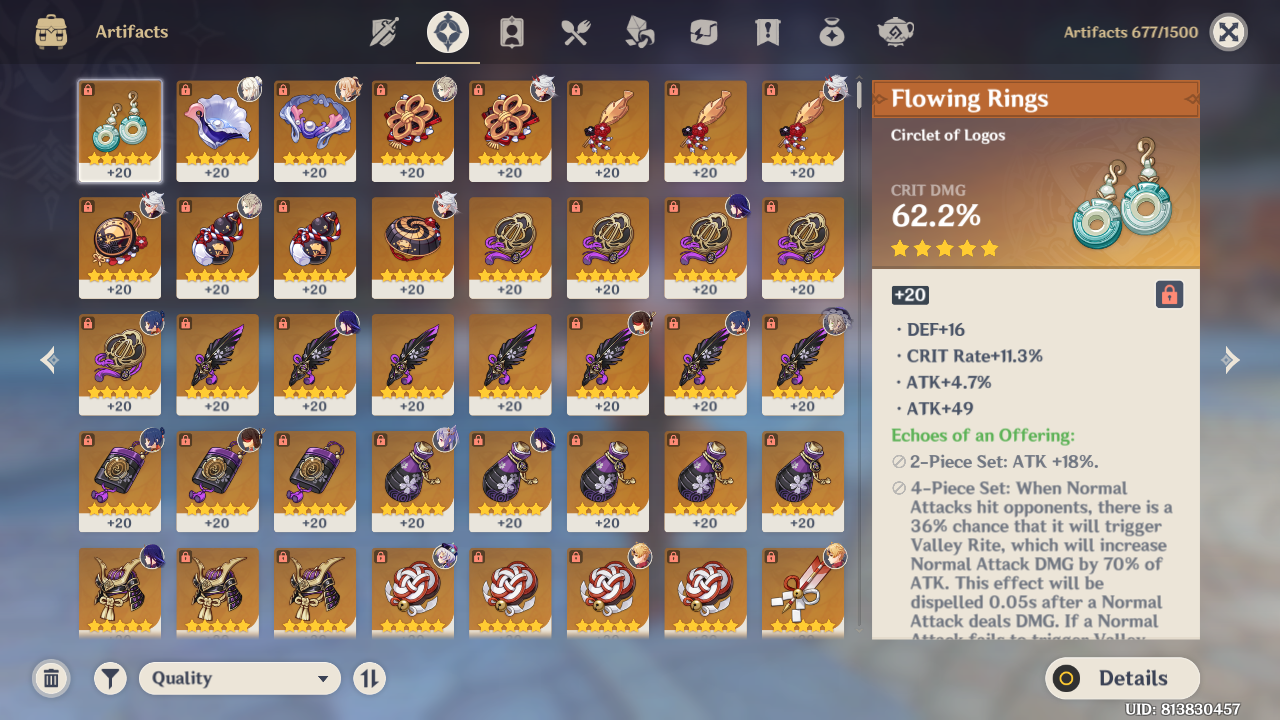 Artifacts
Artifacts 677/1500
+20 +20 +20 +20 +20 +20 +20 +20
+20 +20 +20 +20 +20 +20 +20 +20
+20 +20 +20 +20 +20 +20 +20 +20
+20 +20 +20 +20 +20 +20 +20 +20
Flowing Rings
Circlet of Logos
CRIT DMG
62.2%
+20
· DEF+16
· CRIT Rate+11.3%
· ATK+4.7%
· ATK+49
Echoes of an Offering:
2-Piece Set: ATK +18%.
4-Piece Set: When Normal
Attacks hit opponents, there is a
36% chance that it will trigger
Valley Rite, which will increase
Normal Attack DMG by 70% of
ATK. This effect will be
dispelled 0.05s after a Normal
Attack deals DMG. If a Normal
Attack fails to trigger Valley
Quality
Details
UID: 813830457